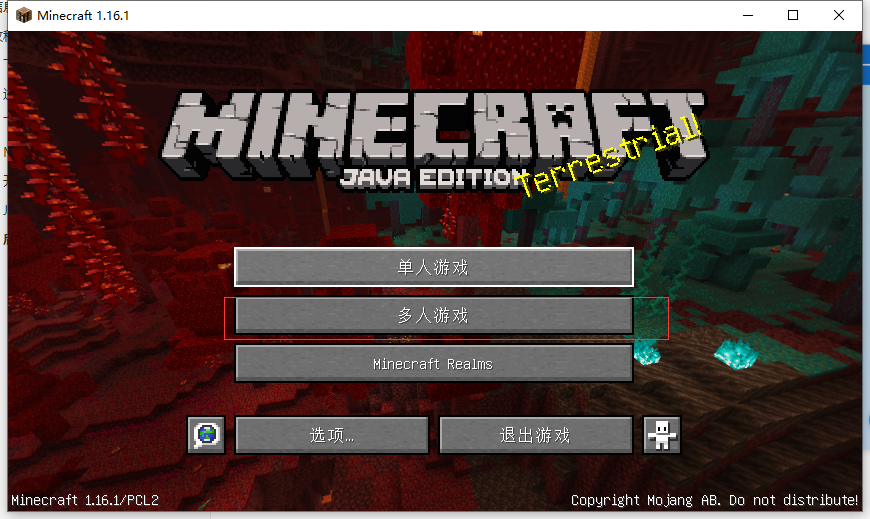 Minecraft 1.16.1
MINECRAFT
JAVA EDITION
Terrestrial!
单人游戏
多人游戏
Minecraft Realms
选项...
退出游戏
Minecraft 1.16.1/PCL2
Copyright Mojang AB. Do not distribute!